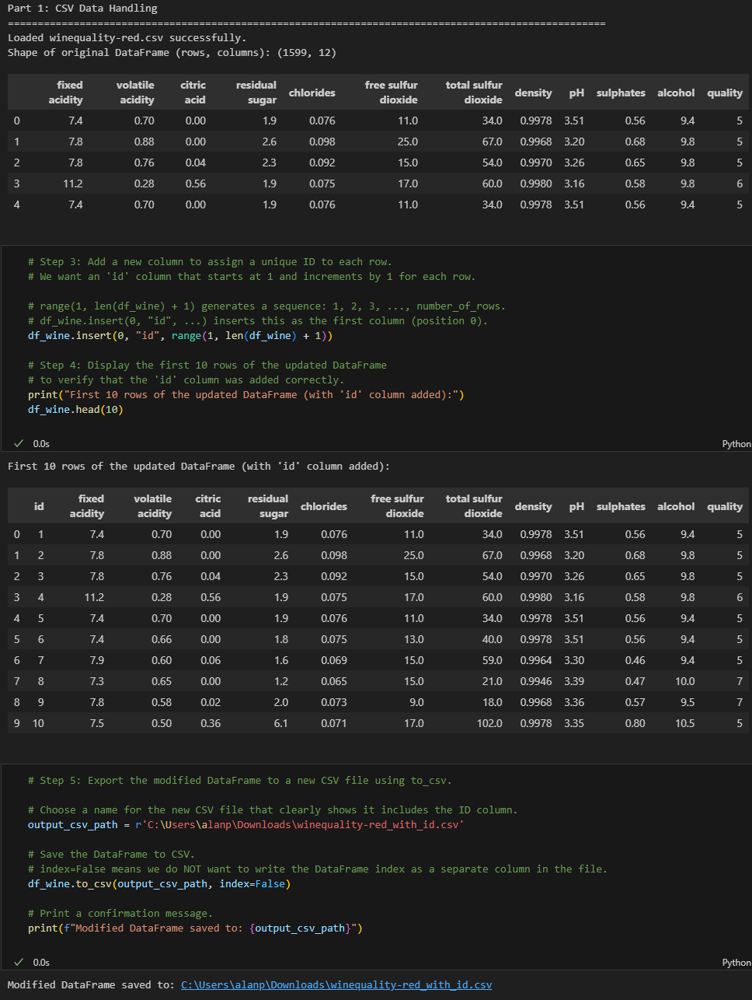 Part 1: CSV Data Handling
====================================================================================================
Loaded winequality-red.csv successfully.
Shape of original DataFrame (rows, columns): (1599, 12)
fixed acidity volatile acidity citric acid residual sugar chlorides free sulfur dioxide total sulfur dioxide density pH sulphates alcohol quality
0 7.4 0.70 0.00 1.9 0.076 11.0 34.0 0.9978 3.51 0.56 9.4 5
1 7.8 0.88 0.00 2.6 0.098 25.0 67.0 0.9968 3.20 0.68 9.8 5
2 7.8 0.76 0.04 2.3 0.092 15.0 54.0 0.9970 3.26 0.65 9.8 5
3 11.2 0.28 0.56 1.9 0.075 17.0 60.0 0.9980 3.16 0.58 9.8 6
4 7.4 0.70 0.00 1.9 0.076 11.0 34.0 0.9978 3.51 0.56 9.4 5
# Step 3: Add a new column to assign a unique ID to each row.
# We want an 'id' column that starts at 1 and increments by 1 for each row.
# range(1, len(df_wine) + 1) generates a sequence: 1, 2, 3, ..., number_of_rows.
# df_wine.insert(0, "id", ...) inserts this as the first column (position 0).
df_wine.insert(0, "id", range(1, len(df_wine) + 1))
# Step 4: Display the first 10 rows of the updated DataFrame
# to verify that the 'id' column was added correctly.
print("First 10 rows of the updated DataFrame (with 'id' column added):")
df_wine.head(10)
0.0s
Python
First 10 rows of the updated DataFrame (with 'id' column added):
id fixed acidity volatile acidity citric acid residual sugar chlorides free sulfur dioxide total sulfur dioxide density pH sulphates alcohol quality
0 1 7.4 0.70 0.00 1.9 0.076 11.0 34.0 0.9978 3.51 0.56 9.4 5
1 2 7.8 0.88 0.00 2.6 0.098 25.0 67.0 0.9968 3.20 0.68 9.8 5
2 3 7.8 0.76 0.04 2.3 0.092 15.0 54.0 0.9970 3.26 0.65 9.8 5
3 4 11.2 0.28 0.56 1.9 0.075 17.0 60.0 0.9980 3.16 0.58 9.8 6
4 5 7.4 0.70 0.00 1.9 0.076 11.0 34.0 0.9978 3.51 0.56 9.4 5
5 6 7.4 0.66 0.00 1.8 0.075 13.0 40.0 0.9978 3.51 0.56 9.4 5
6 7 7.9 0.60 0.06 1.6 0.069 15.0 59.0 0.9964 3.30 0.46 9.4 5
7 8 7.3 0.65 0.00 1.2 0.065 15.0 21.0 0.9946 3.39 0.47 10.0 7
8 9 7.8 0.58 0.02 2.0 0.073 9.0 18.0 0.9968 3.36 0.57 9.5 7
9 10 7.5 0.50 0.36 6.1 0.071 17.0 102.0 0.9978 3.35 0.80 10.5 5
# Step 5: Export the modified DataFrame to a new CSV file using to_csv.
# Choose a name for the new CSV file that clearly shows it includes the ID column.
output_csv_path = r'C:\Users\alanp\Downloads\winequality-red_with_id.csv'
# Save the DataFrame to CSV.
# index=False means we do NOT want to write the DataFrame index as a separate column in the file.
df_wine.to_csv(output_csv_path, index=False)
# Print a confirmation message.
print(f"Modified DataFrame saved to: {output_csv_path}")
0.0s
Python
Modified DataFrame saved to: C:\Users\alanp\Downloads\winequality-red_with_id.csv